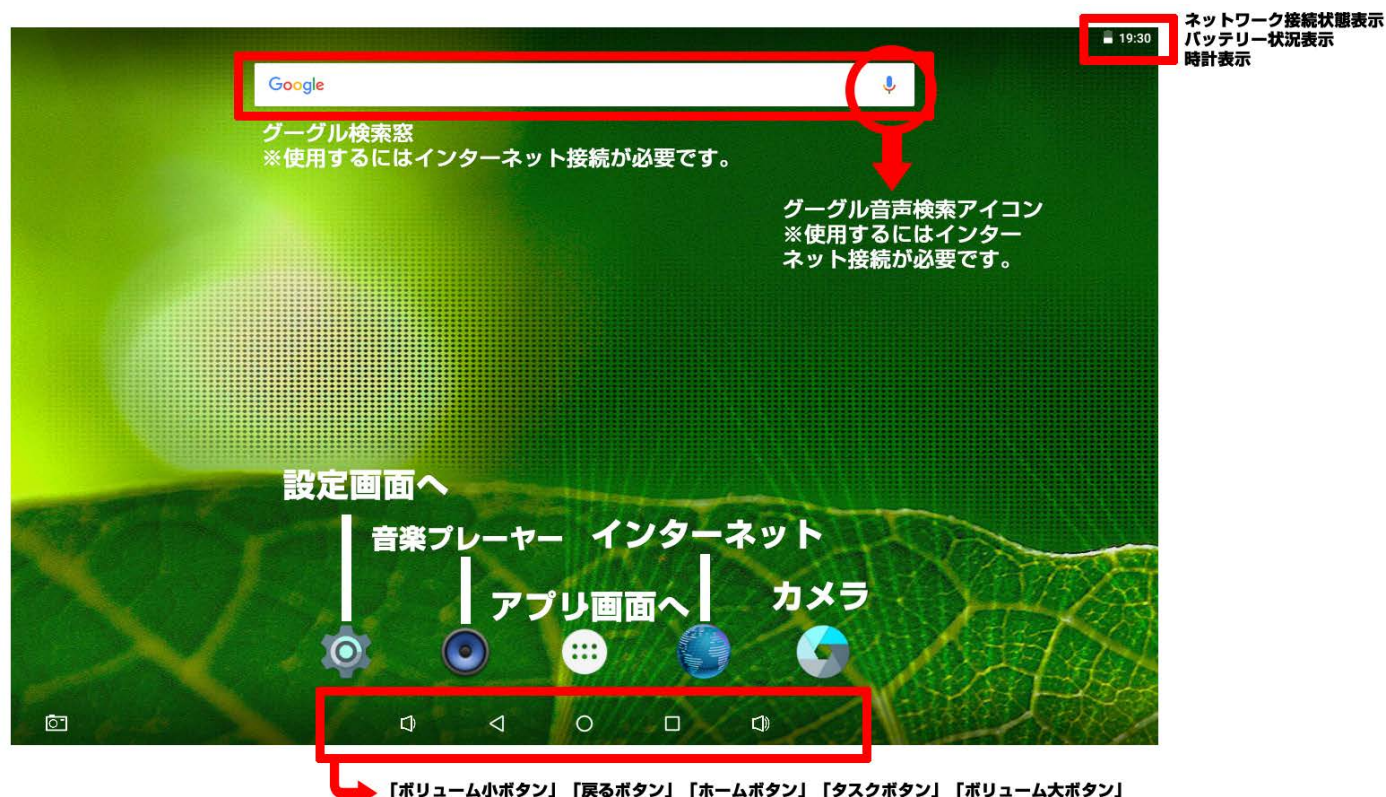 ネットワーク接続状態表示
19:30
バッテリー状況表示
時計表示
Google
グーグル検索窓
※使用するにはインターネット接続が必要です。
グーグル音声検索アイコン
※使用するにはインター
ネット接続が必要です。
設定画面へ
音楽プレーヤー
インターネット
アプリ画面へ
カメラ
「ボリューム小ボタン」「戻るボタン」「ホームボタン」「タスクボタン」「ボリューム大ボタン」